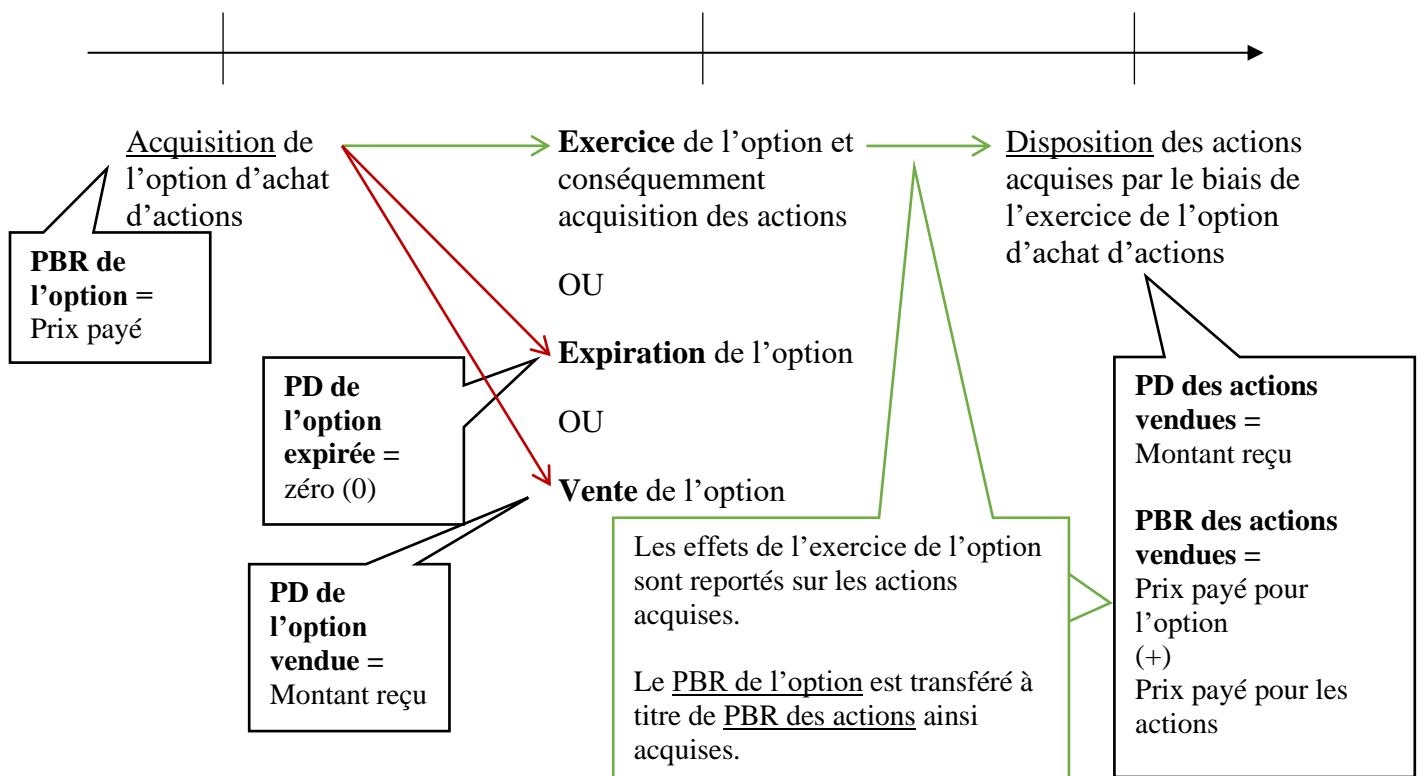 Acquisition de
l’option d’achat
d’actions
PBR de
l’option =
Prix payé
Exercice de l’option et
conséquemment
acquisition des actions
OU
Expiration de l’option
OU
Vente de l’option
PD de
l’option
expirée =
zéro (0)
PD de
l’option
vendue =
Montant reçu
Les effets de l’exercice de l’option
sont reportés sur les actions
acquises.
Le PBR de l’option est transféré à
titre de PBR des actions ainsi
acquises.
Disposition des actions
acquises par le biais de
l’exercice de l’option
d’achat d’actions
PD des actions
vendues =
Montant reçu
PBR des actions
vendues =
Prix payé pour
l’option
(+)
Prix payé pour les
actions